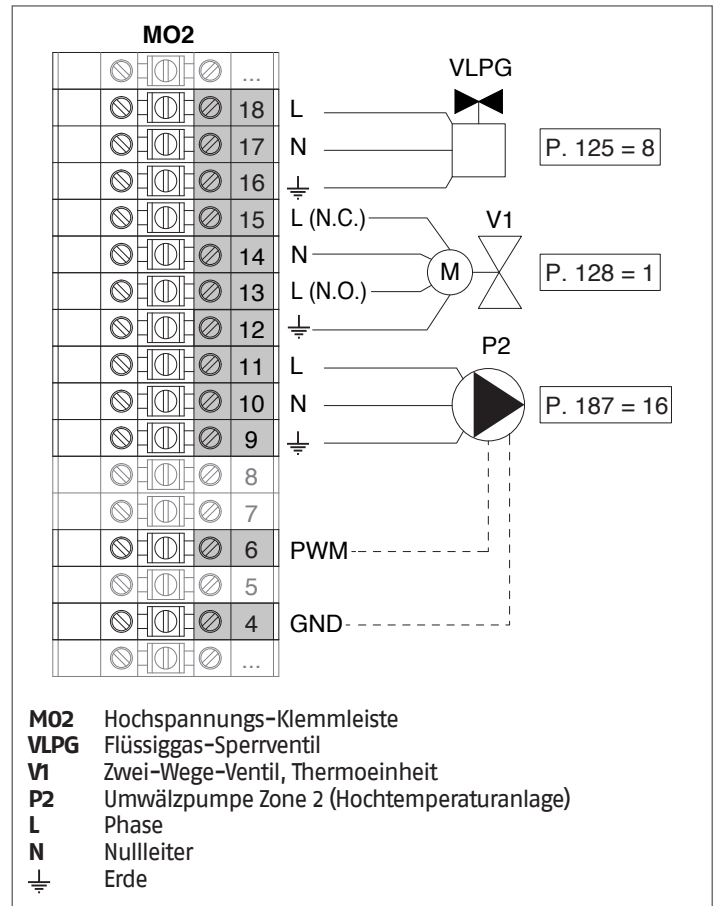 MO2
VLPG
...
18 L
17 N
16
P. 125 = 8
15 L (N.C.)
V1
14 N
M
P. 128 = 1
13 L (N.O.)
12
P2
11 L
10 N
P. 187 = 16
9
8
7
6 PWM
5
4 GND
...
M02 Hochspannungs-Klemmleiste
VLPG Flüssiggas-Sperrventil
V1 Zwei-Wege-Ventil, Thermoeinheit
P2 Umwälzpumpe Zone 2 (Hochtemperaturanlage)
L Phase
N Nullleiter
⏚ Erde